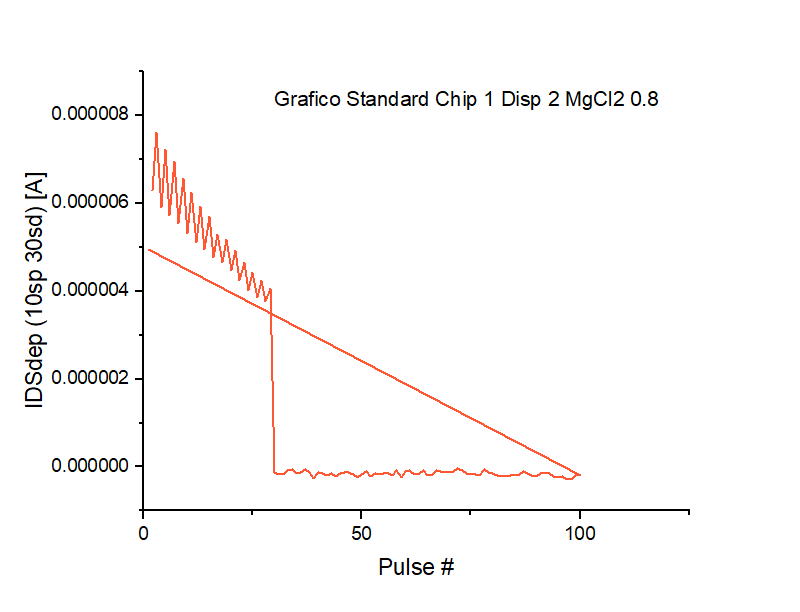 Grafico Standard Chip 1 Disp 2 MgCl2 0.8
IDSdep (10sp 30sd) [A]
0.000008
0.000006
0.000004
0.000002
0.000000
0
50
100
Pulse #